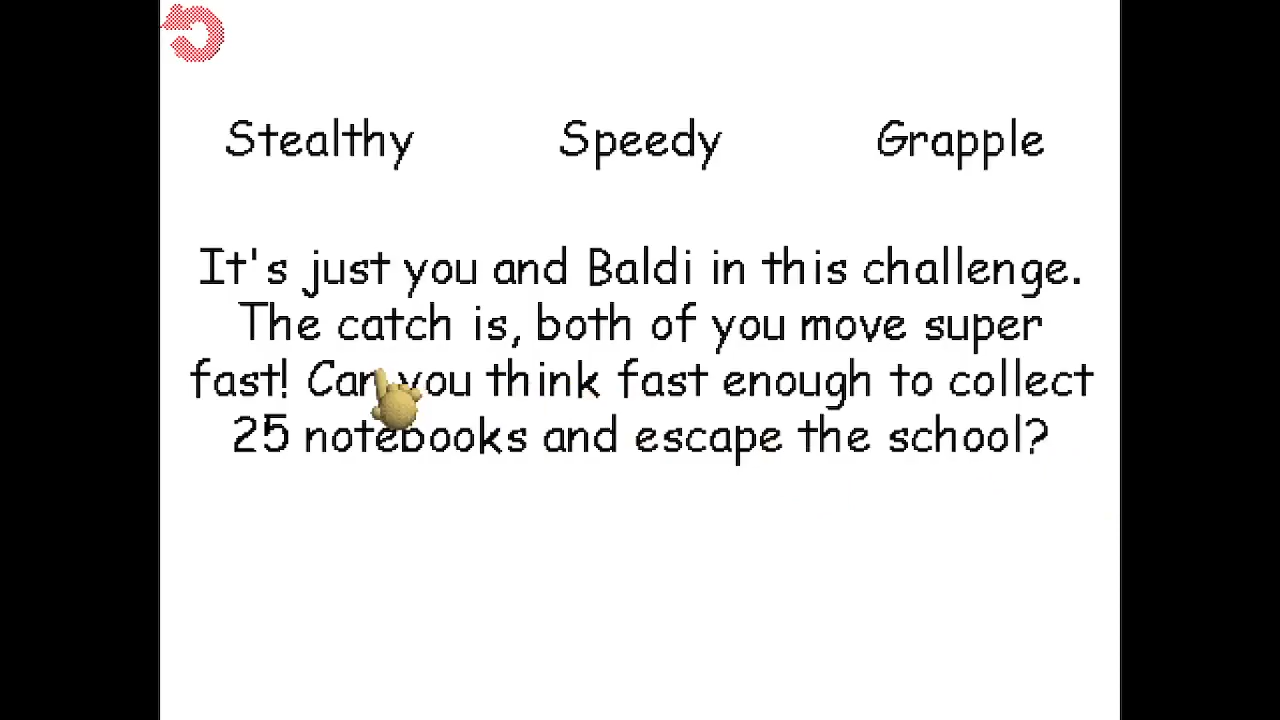 Stealthy Speedy Grapple
It's just you and Baldi in this challenge.
The catch is, both of you move super
fast! Can you think fast enough to collect
25 notebooks and escape the school?